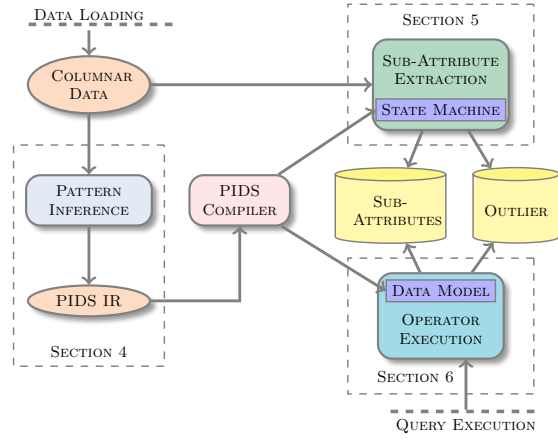 Data Loading
Section 5
Columnar
Data
Sub-Attribute
Extraction
State Machine
Pattern
Inference
PIDS
Compiler
Sub-
Attributes
Outlier
PIDS IR
Data Model
Operator
Execution
Section 4
Section 6
Query Execution